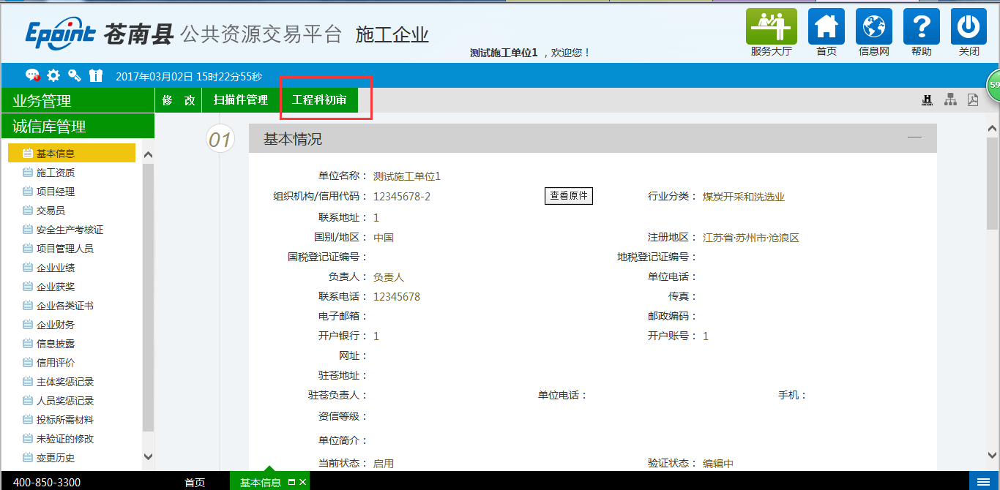 Epoint 苍南县 公共资源交易平台 施工企业
测试施工单位1 ，欢迎您！
服务大厅 首页 信息网 帮助 关闭
2017年03月02日 15时22分55秒
59
业务管理
修 改 扫描件管理 工程科初审
诚信库管理
01 基本情况
基本信息
施工资质
项目经理
交易员
安全生产考核证
项目管理人员
企业业绩
企业获奖
企业各类证书
企业财务
信息披露
信用评价
主体奖惩记录
人员奖惩记录
投标所需材料
未验证的修改
变更历史
单位名称： 测试施工单位1
组织机构/信用代码： 12345678-2 查看原件 行业分类： 煤炭开采和洗选业
联系地址： 1
国别/地区： 中国 注册地区： 江苏省·苏州市·沧浪区
国税登记证编号： 地税登记证编号：
负责人： 负责人 单位电话：
联系电话： 12345678 传真：
电子邮箱： 邮政编码：
开户银行： 1 开户账号： 1
网址：
驻苍地址：
驻苍负责人： 单位电话： 手机：
资信等级：
单位简介：
当前状态： 启用 验证状态： 编辑中
400-850-3300 首页 基本信息